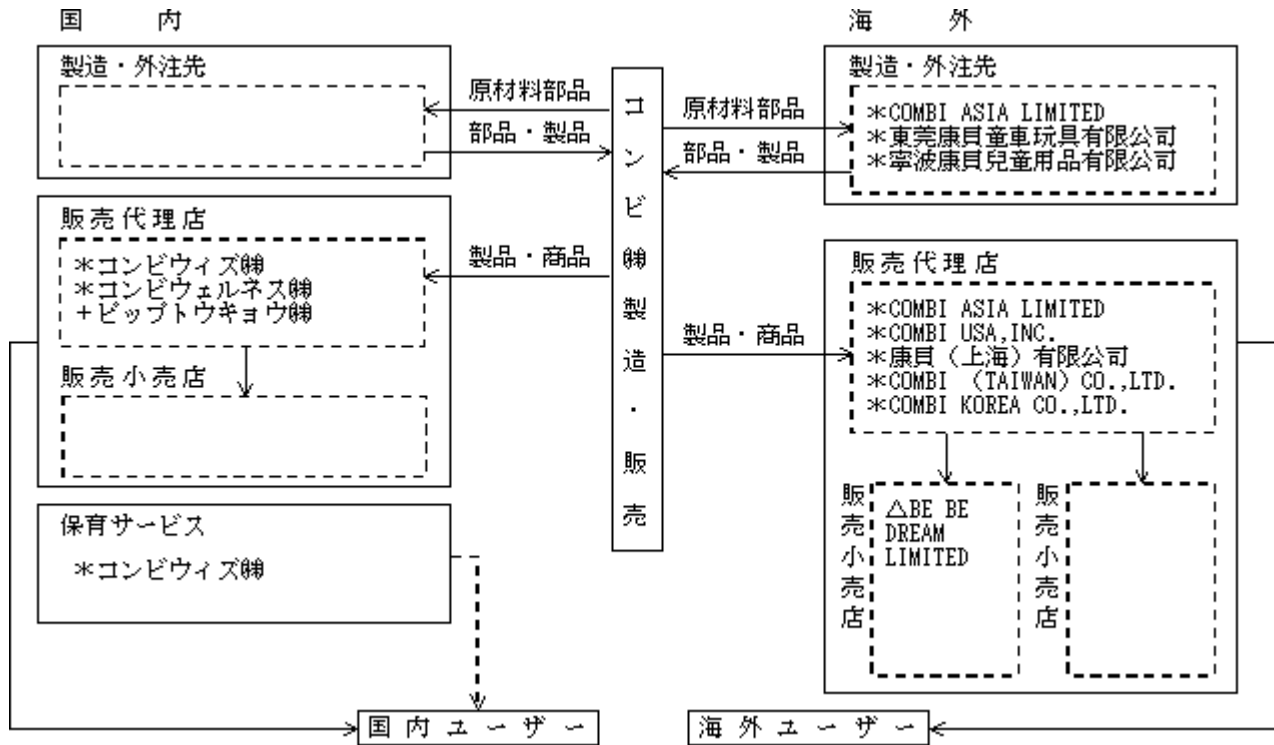 国内
製造・外注先
原材料部品
部品・製品
販売代理店
*コンビウィズ㈱
*コンビウェルネス㈱
+ピップトウキョウ㈱
製品・商品
販売小売店
保育サービス
*コンビウィズ㈱
国内ユーザー
コンビ㈱製造・販売
海外
製造・外注先
*COMBI ASIA LIMITED
*東莞康貝童車玩具有限公司
*寧波康貝兒童用品有限公司
原材料部品
部品・製品
販売代理店
*COMBI ASIA LIMITED
*COMBI USA,INC.
*康貝（上海）有限公司
*COMBI （TAIWAN）CO.,LTD.
*COMBI KOREA CO.,LTD.
製品・商品
販売小売店
△BE BE
DREAM
LIMITED
販売小売店
海外ユーザー